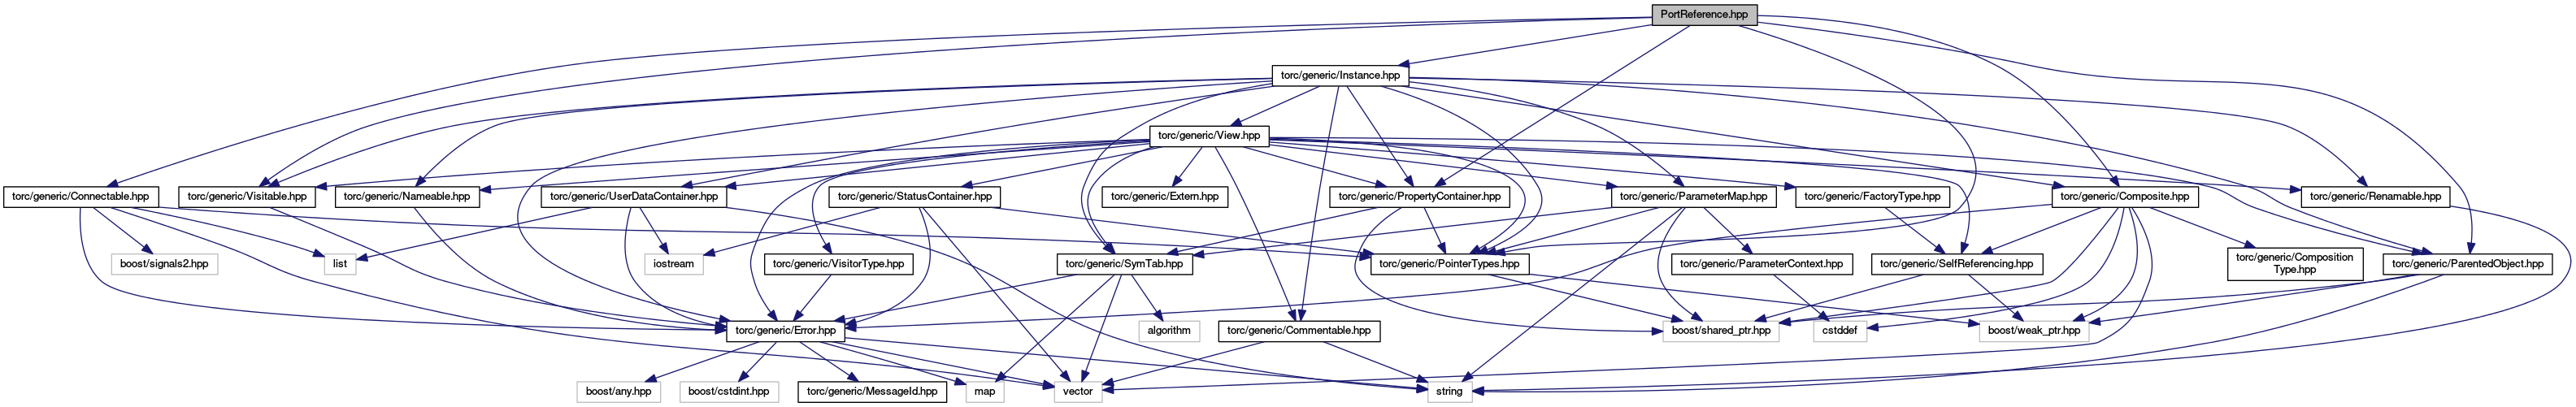 PortReference.hpp
torc/generic/Instance.hpp
torc/generic/View.hpp
torc/generic/Connectable.hpp
torc/generic/Visitable.hpp
torc/generic/Nameable.hpp
torc/generic/UserDataContainer.hpp
torc/generic/StatusContainer.hpp
torc/generic/Extern.hpp
torc/generic/PropertyContainer.hpp
torc/generic/ParameterMap.hpp
torc/generic/FactoryType.hpp
torc/generic/Composite.hpp
torc/generic/Renamable.hpp
boost/signals2.hpp
list
iostream
torc/generic/VisitorType.hpp
torc/generic/SymTab.hpp
torc/generic/PointerTypes.hpp
torc/generic/ParameterContext.hpp
torc/generic/SelfReferencing.hpp
torc/generic/Composition
Type.hpp
torc/generic/ParentedObject.hpp
torc/generic/Error.hpp
algorithm
torc/generic/Commentable.hpp
boost/shared_ptr.hpp
cstddef
boost/weak_ptr.hpp
boost/any.hpp
boost/cstdint.hpp
torc/generic/MessageId.hpp
map
vector
string